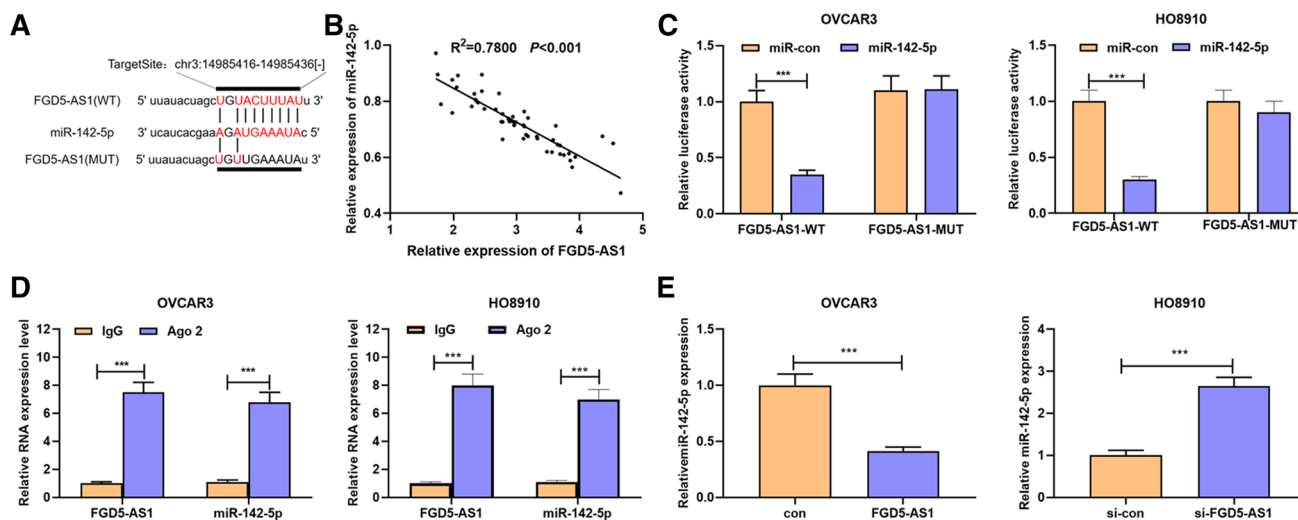 A
TargetSite: chr3:14985416-14985436[-]
FGD5-AS1(WT) 5' uuauacuagcUGUACUUUAUu 3'
miR-142-5p 3' ucaucacgaaAGAUGAAAUAc 5'
FGD5-AS1(MUT) 5' uuauacuagcUGUUGAAAUAu 3'
B
R²=0.7800 P<0.001
Relative expression of miR-142-5p
1.0
0.8
0.6
0.4
1 2 3 4 5
Relative expression of FGD5-AS1
C
OVCAR3
miR-con miR-142-5p
Relative luciferase activity
1.5
1.0
0.5
0.0
***
FGD5-AS1-WT FGD5-AS1-MUT
HO8910
miR-con miR-142-5p
Relative luciferase activity
1.5
1.0
0.5
0.0
***
FGD5-AS1-WT FGD5-AS1-MUT
D
OVCAR3
IgG Ago 2
Relative RNA expression level
12
10
8
6
4
2
0
*** ***
FGD5-AS1 miR-142-5p
HO8910
IgG Ago 2
Relative RNA expression level
12
10
8
6
4
2
0
*** ***
FGD5-AS1 miR-142-5p
E
OVCAR3
RelativemiR-142-5p expression
1.5
1.0
0.5
0.0
***
con FGD5-AS1
HO8910
Relative miR-142-5p expression
4
3
2
1
0
***
si-con si-FGD5-AS1